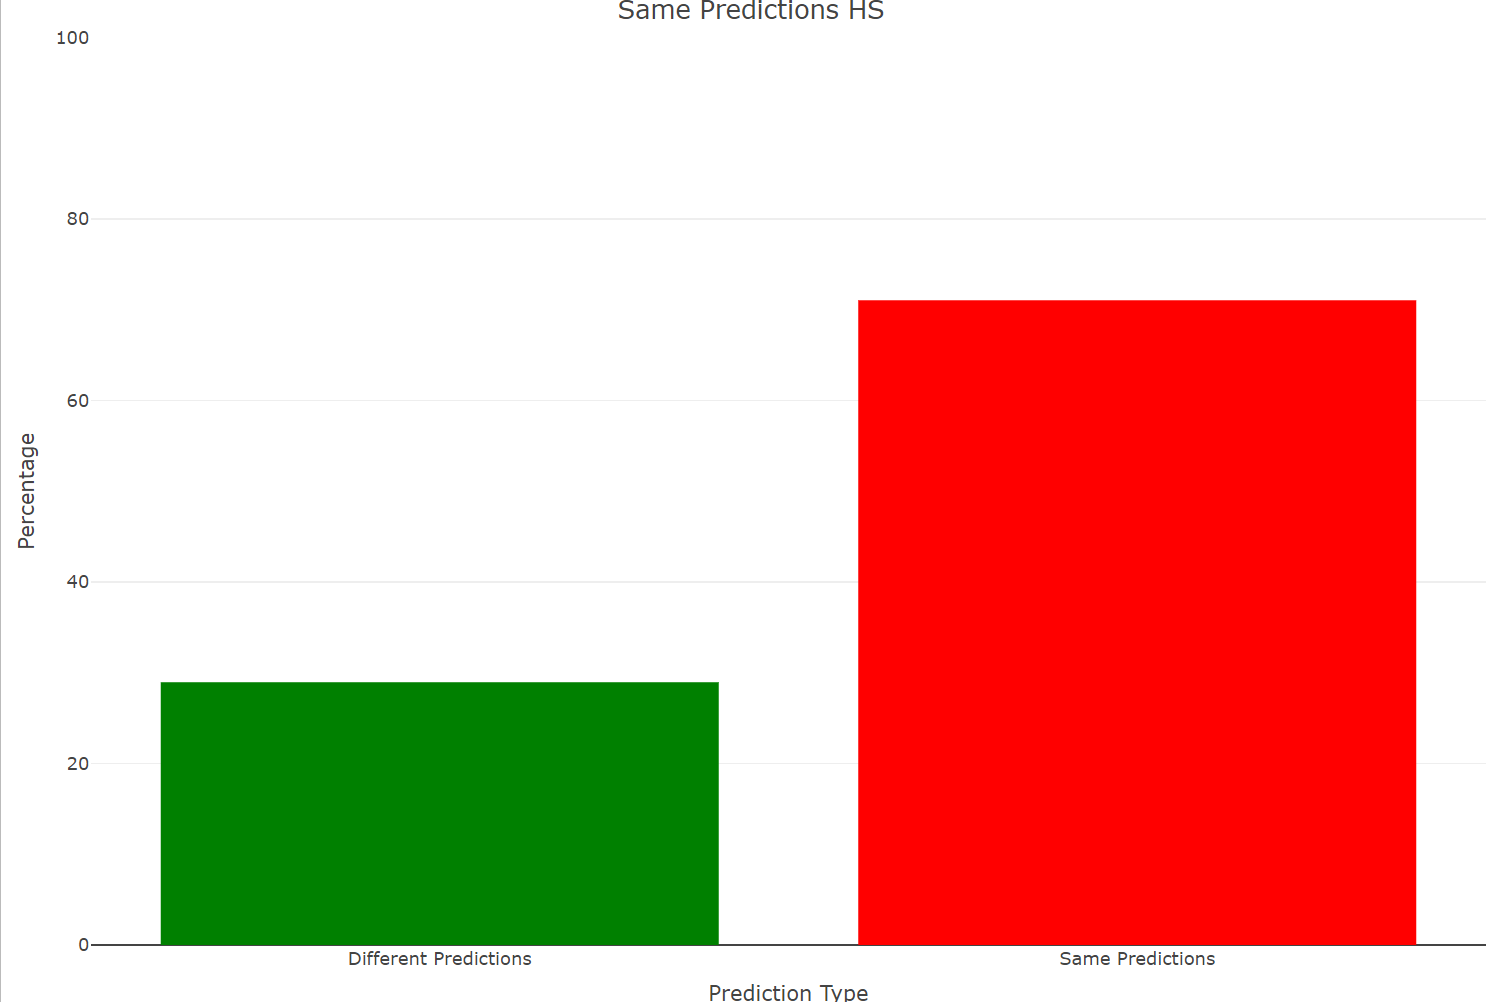 Same Predictions HS
100
80
60
40
20
0
Percentage
Different Predictions
Same Predictions
Prediction Type